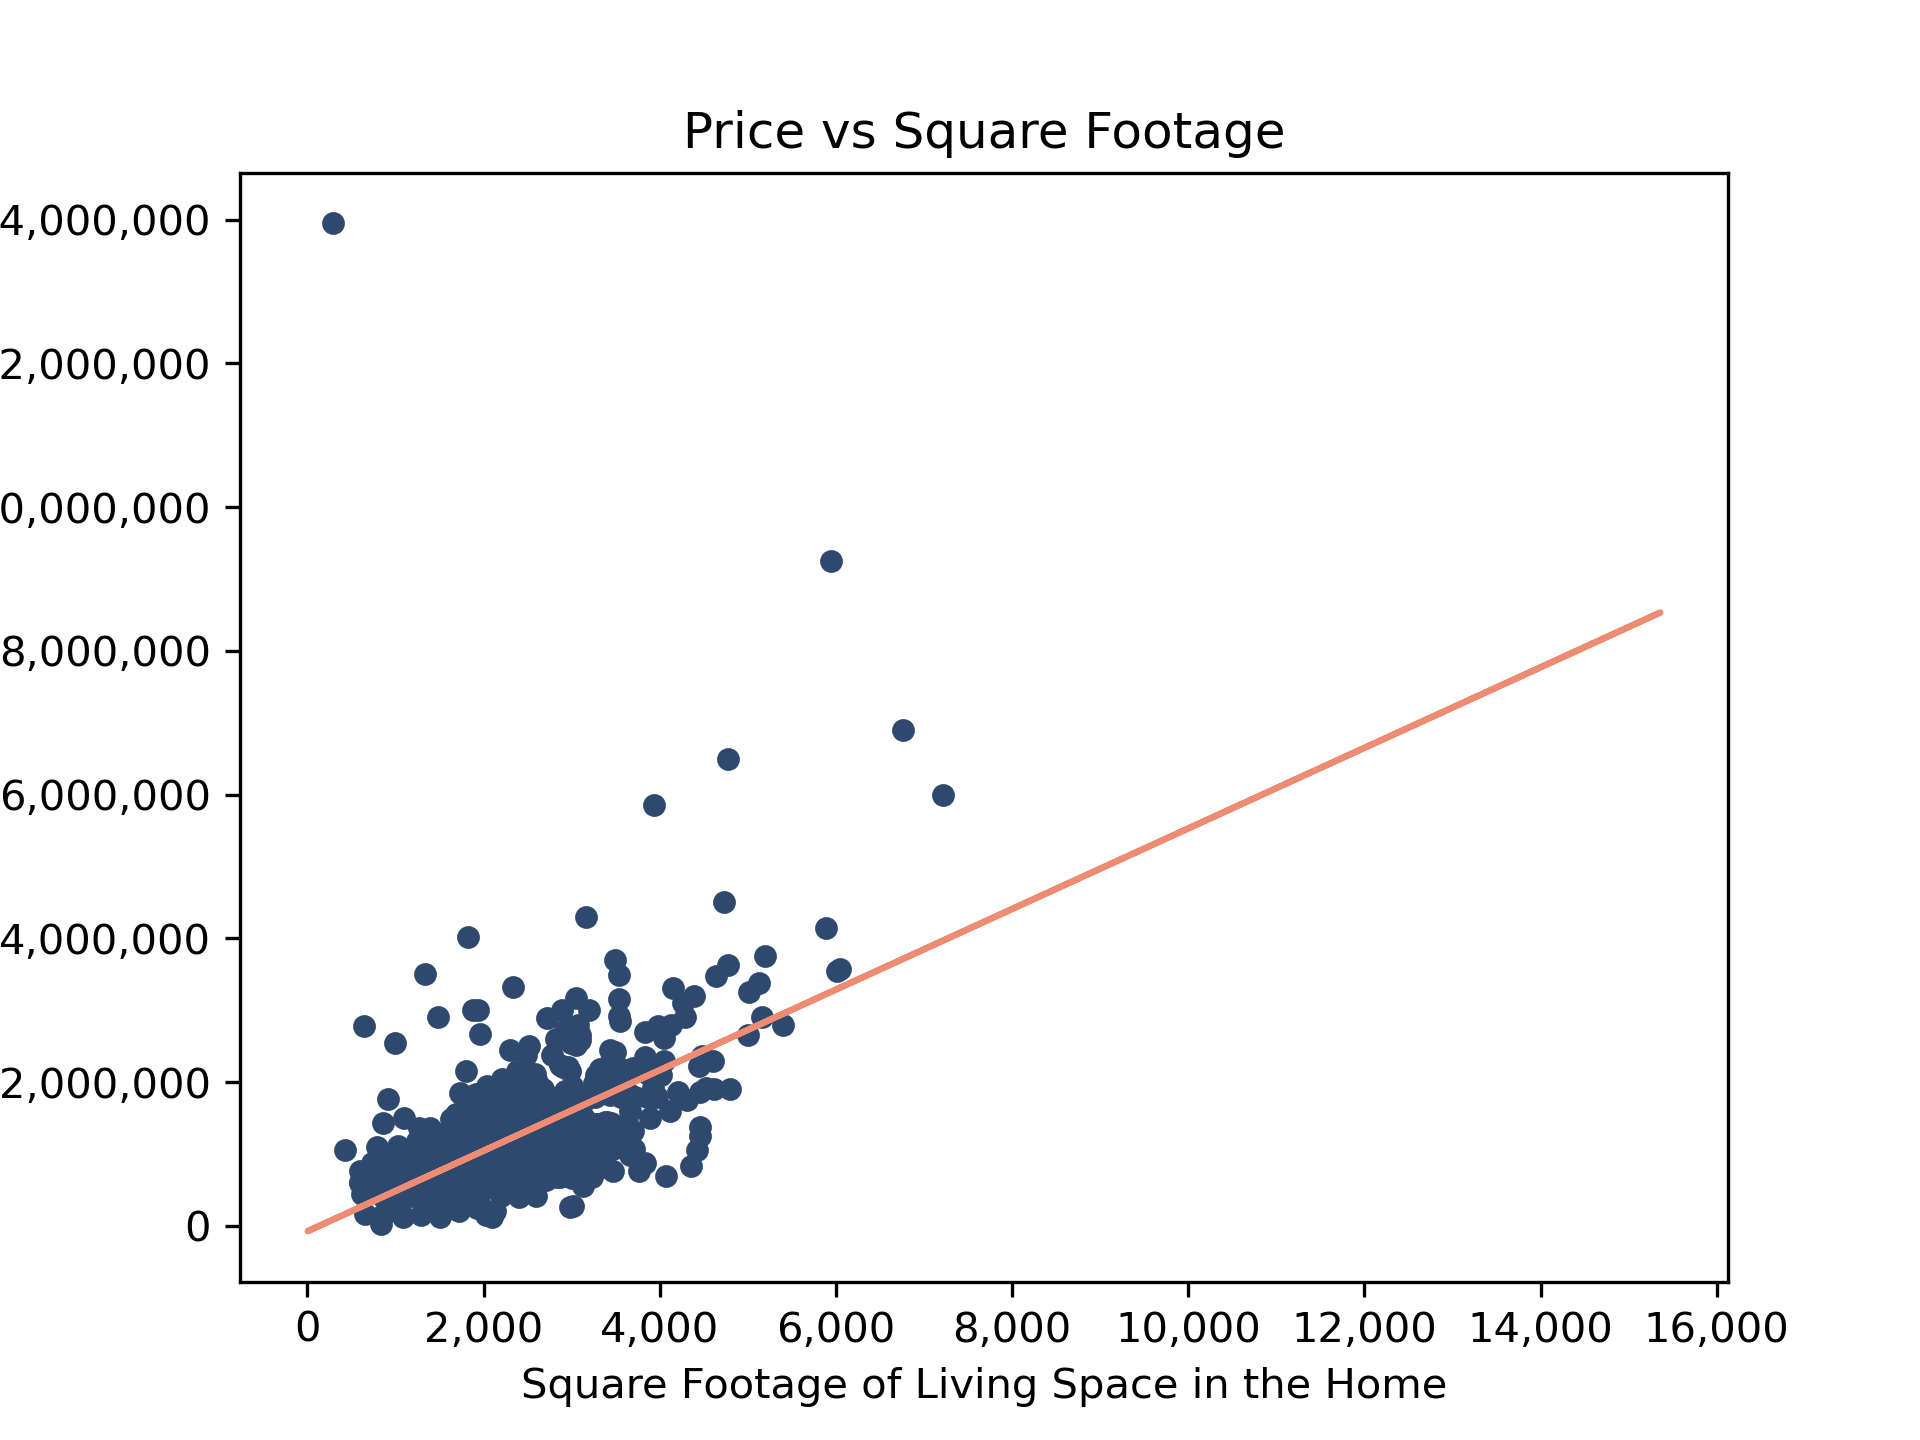 Price vs Square Footage
4,000,000
2,000,000
0,000,000
8,000,000
6,000,000
4,000,000
2,000,000
0
0 2,000 4,000 6,000 8,000 10,000 12,000 14,000 16,000
Square Footage of Living Space in the Home